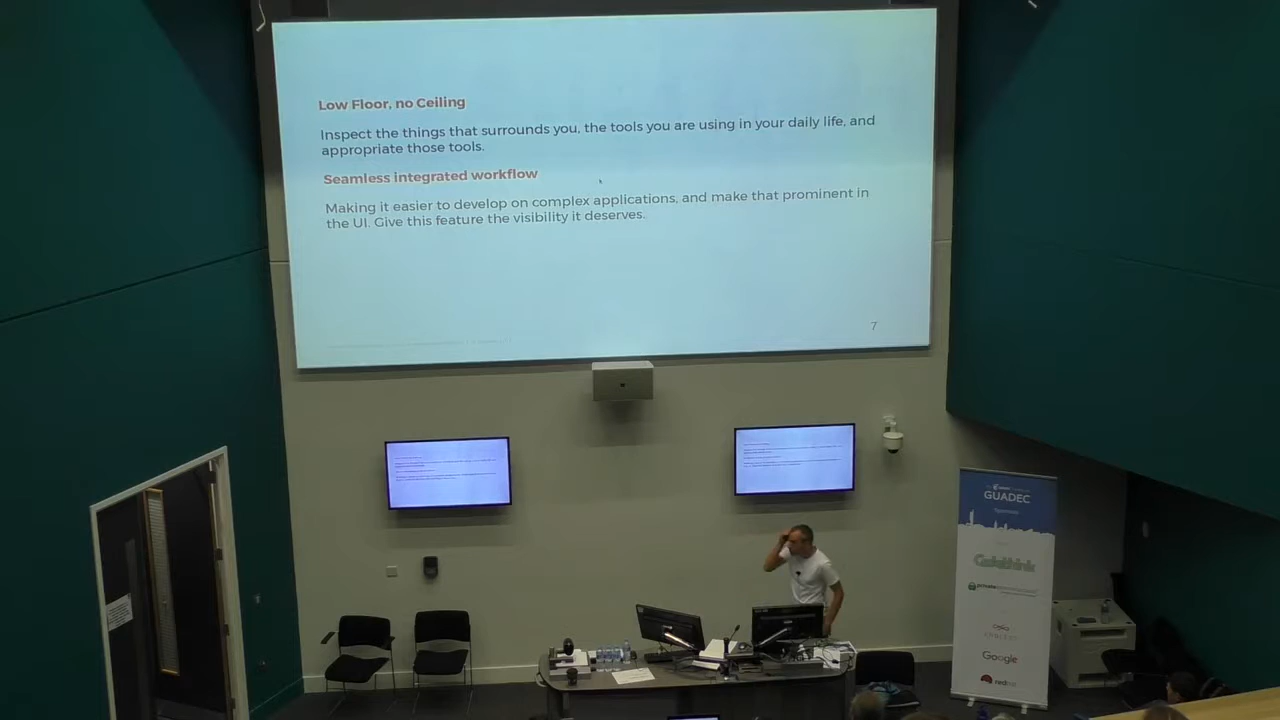 Low Floor, no Ceiling
Inspect the things that surrounds you, the tools you are using in your daily life, and
appropriate those tools.
Seamless integrated workflow
Making it easier to develop on complex applications, and make that prominent in
the UI. Give this feature the visibility it deserves.
7
GUADEC
Codethink
Google
redhat